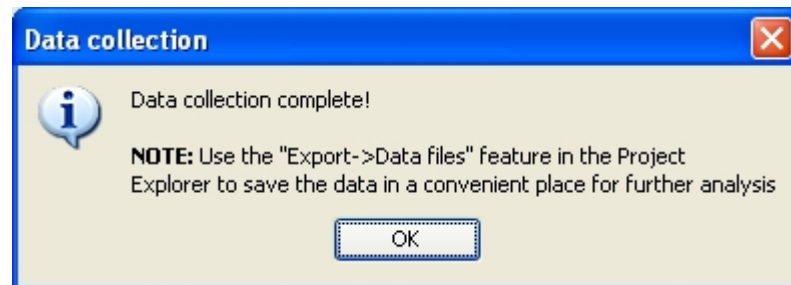 Data collection
Data collection complete!
NOTE: Use the "Export->Data files" feature in the Project
Explorer to save the data in a convenient place for further analysis
OK